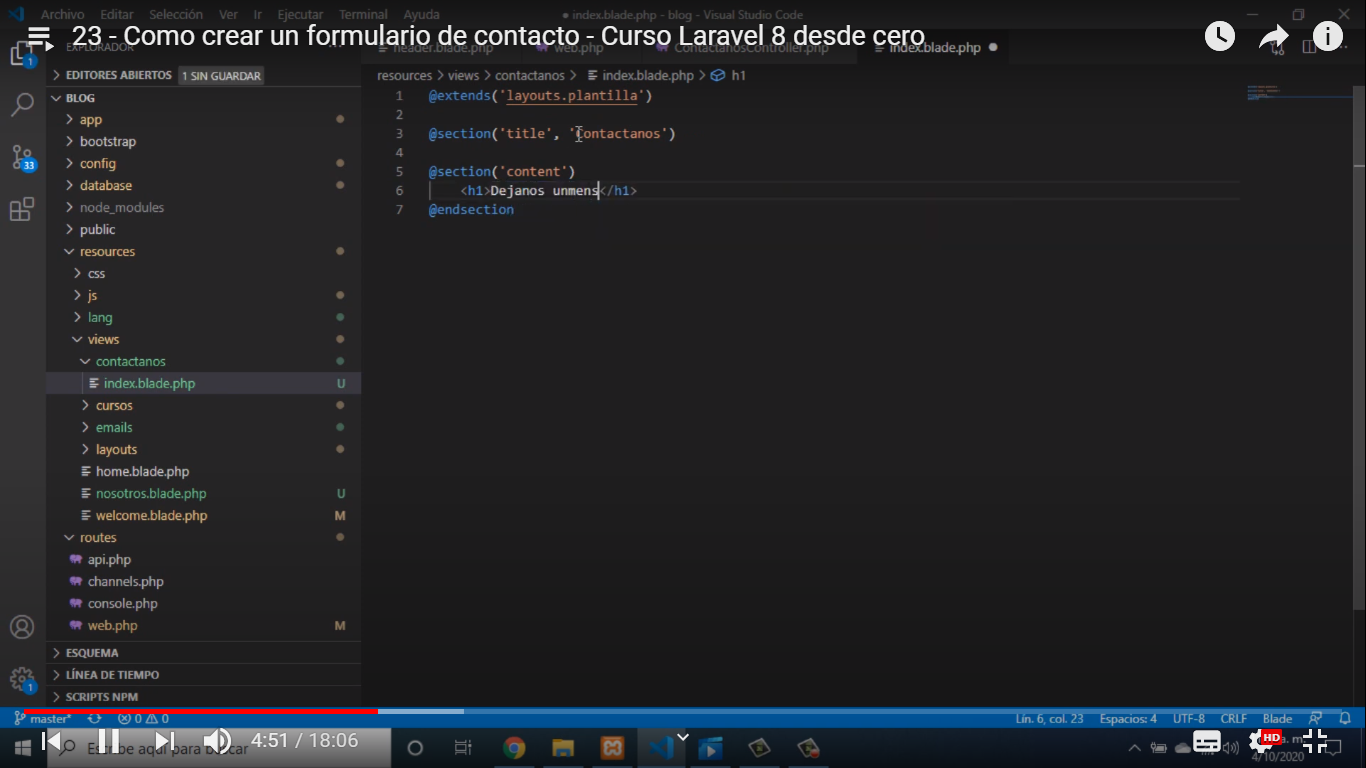 Archivo Editar Selección Ver Ir Ejecutar Terminal Ayuda
● index.blade.php - blog - Visual Studio Code
23 - Como crear un formulario de contacto - Curso Laravel 8 desde cero
EXPLORADOR
header.blade.php web.php ContactanosController.php index.blade.php
EDITORES ABIERTOS 1 SIN GUARDAR
resources > views > contactanos > index.blade.php > h1
BLOG
app
bootstrap
config
database
node_modules
public
resources
css
js
lang
views
contactanos
index.blade.php U
cursos
emails
layouts
home.blade.php
nosotros.blade.php U
welcome.blade.php M
routes
api.php
channels.php
console.php
web.php M
ESQUEMA
LÍNEA DE TIEMPO
SCRIPTS NPM
1 @extends('layouts.plantilla')
2
3 @section('title', 'Contactanos')
4
5 @section('content')
6 <h1>Dejanos unmens</h1>
7 @endsection
1
33
1
master* 0 0
Lín. 6, col. 23 Espacios: 4 UTF-8 CRLF Blade
Escribe aquí para buscar
4:51 / 18:06
HD
a. m.
4/10/2020